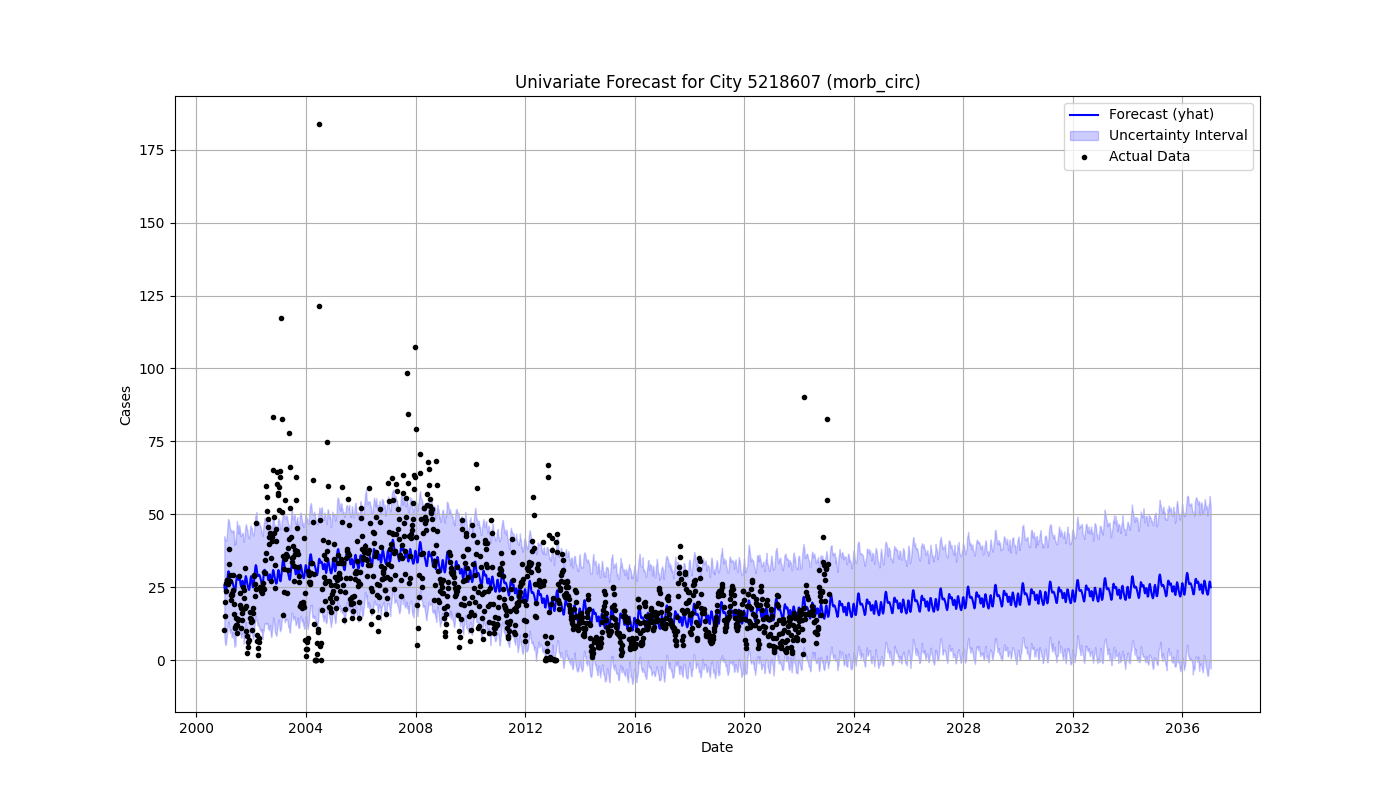 Univariate Forecast for City 5218607 (morb_circ)
Forecast (yhat)
Uncertainty Interval
Actual Data
175
150
125
100
75
50
25
0
Cases
2000 2004 2008 2012 2016 2020 2024 2028 2032 2036
Date